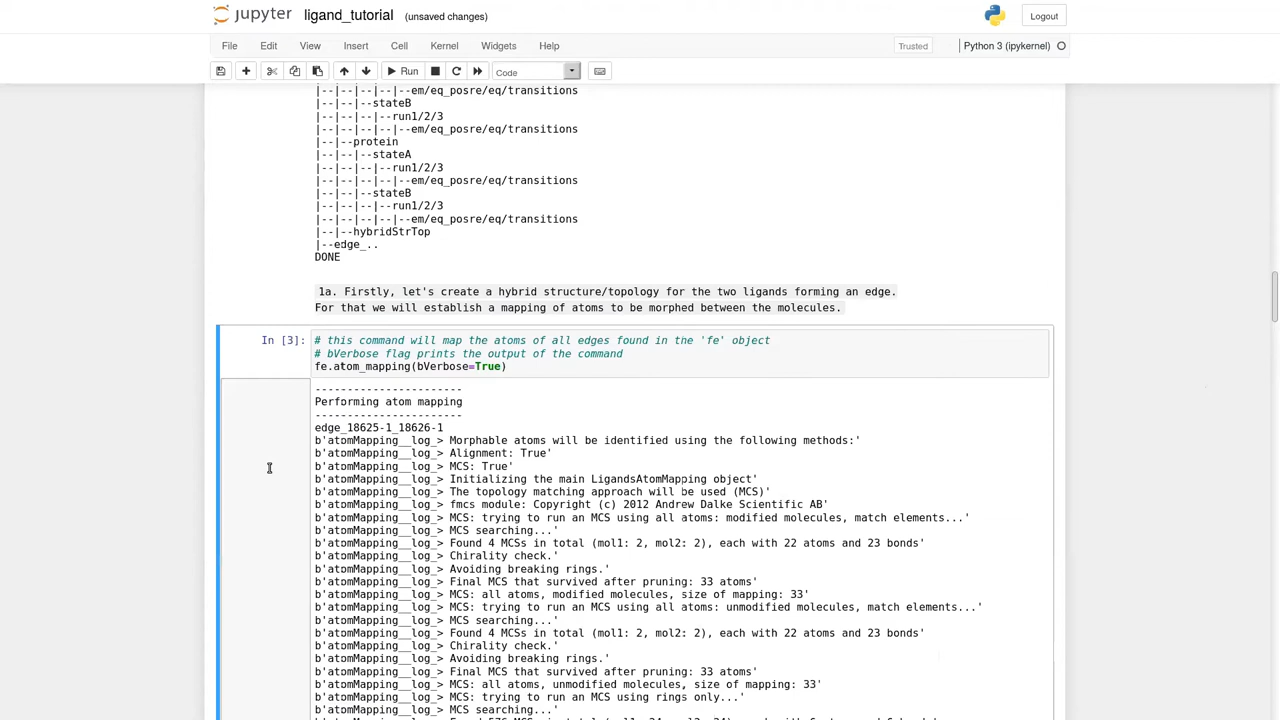 jupyter ligand_tutorial (unsaved changes) Logout
File Edit View Insert Cell Kernel Widgets Help Trusted Python 3 (ipykernel)
Run Code
|--|--|--|--|--em/eq_posre/eq/transitions
|--|--|--stateB
|--|--|--|--run1/2/3
|--|--|--|--|--em/eq_posre/eq/transitions
|--|--protein
|--|--|--stateA
|--|--|--|--run1/2/3
|--|--|--|--|--em/eq_posre/eq/transitions
|--|--|--stateB
|--|--|--|--run1/2/3
|--|--|--|--|--em/eq_posre/eq/transitions
|--|--hybridStrTop
|--edge_..
DONE
1a. Firstly, let's create a hybrid structure/topology for the two ligands forming an edge.
For that we will establish a mapping of atoms to be morphed between the molecules.
In [3]: # this command will map the atoms of all edges found in the 'fe' object
# bVerbose flag prints the output of the command
fe.atom_mapping(bVerbose=True)
-----------------------
Performing atom mapping
-----------------------
edge_18625-1_18626-1
b'atomMapping__log_> Morphable atoms will be identified using the following methods:'
b'atomMapping__log_> Alignment: True'
b'atomMapping__log_> MCS: True'
b'atomMapping__log_> Initializing the main LigandsAtomMapping object'
b'atomMapping__log_> The topology matching approach will be used (MCS)'
b'atomMapping__log_> fmcs module: Copyright (c) 2012 Andrew Dalke Scientific AB'
b'atomMapping__log_> MCS: trying to run an MCS using all atoms: modified molecules, match elements...'
b'atomMapping__log_> MCS searching...'
b'atomMapping__log_> Found 4 MCSs in total (mol1: 2, mol2: 2), each with 22 atoms and 23 bonds'
b'atomMapping__log_> Chirality check.'
b'atomMapping__log_> Avoiding breaking rings.'
b'atomMapping__log_> Final MCS that survived after pruning: 33 atoms'
b'atomMapping__log_> MCS: all atoms, modified molecules, size of mapping: 33'
b'atomMapping__log_> MCS: trying to run an MCS using all atoms: unmodified molecules, match elements...'
b'atomMapping__log_> MCS searching...'
b'atomMapping__log_> Found 4 MCSs in total (mol1: 2, mol2: 2), each with 22 atoms and 23 bonds'
b'atomMapping__log_> Chirality check.'
b'atomMapping__log_> Avoiding breaking rings.'
b'atomMapping__log_> Final MCS that survived after pruning: 33 atoms'
b'atomMapping__log_> MCS: all atoms, unmodified molecules, size of mapping: 33'
b'atomMapping__log_> MCS: trying to run an MCS using rings only...'
b'atomMapping__log_> MCS searching...'